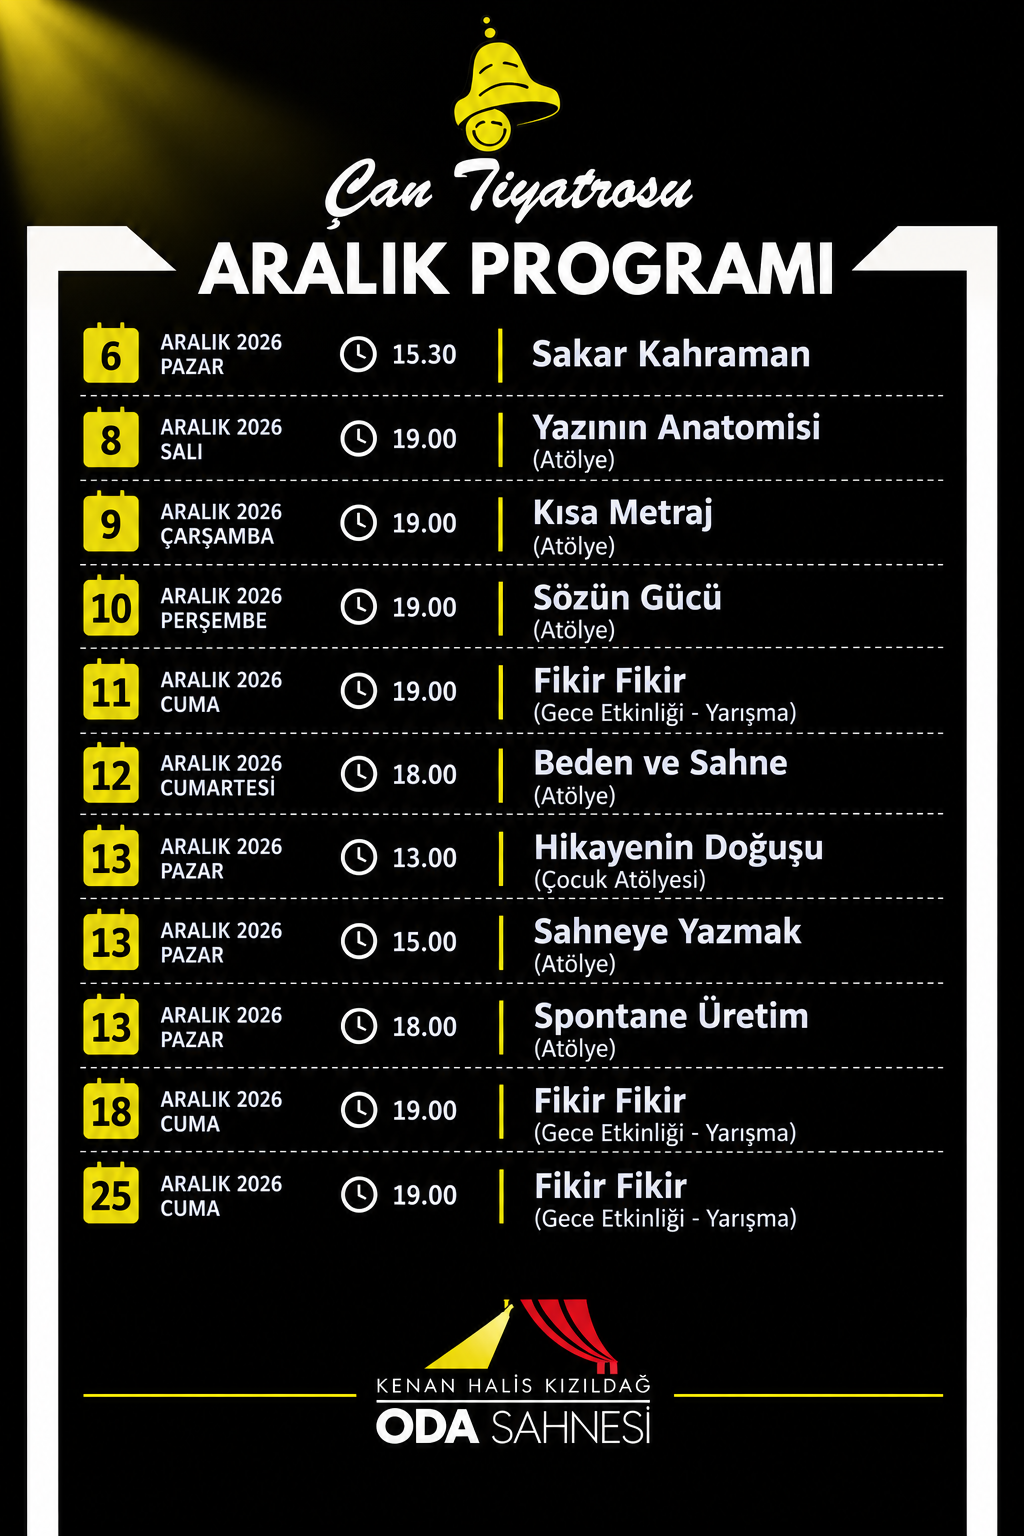 Çan Tiyatrosu
ARALIK PROGRAMI
6
ARALIK 2026
PAZAR
15.30
Sakar Kahraman
8
ARALIK 2026
SALI
19.00
Yazının Anatomisi
(Atölye)
9
ARALIK 2026
ÇARŞAMBA
19.00
Kısa Metraj
(Atölye)
10
ARALIK 2026
PERŞEMBE
19.00
Sözün Gücü
(Atölye)
11
ARALIK 2026
CUMA
19.00
Fikir Fikir
(Gece Etkinliği - Yarışma)
12
ARALIK 2026
CUMARTESİ
18.00
Beden ve Sahne
(Atölye)
13
ARALIK 2026
PAZAR
13.00
Hikayenin Doğuşu
(Çocuk Atölyesi)
13
ARALIK 2026
PAZAR
15.00
Sahneye Yazmak
(Atölye)
13
ARALIK 2026
PAZAR
18.00
Spontane Üretim
(Atölye)
18
ARALIK 2026
CUMA
19.00
Fikir Fikir
(Gece Etkinliği - Yarışma)
25
ARALIK 2026
CUMA
19.00
Fikir Fikir
(Gece Etkinliği - Yarışma)
KENAN HALİS KIZILDAĞ
ODA SAHNESİ